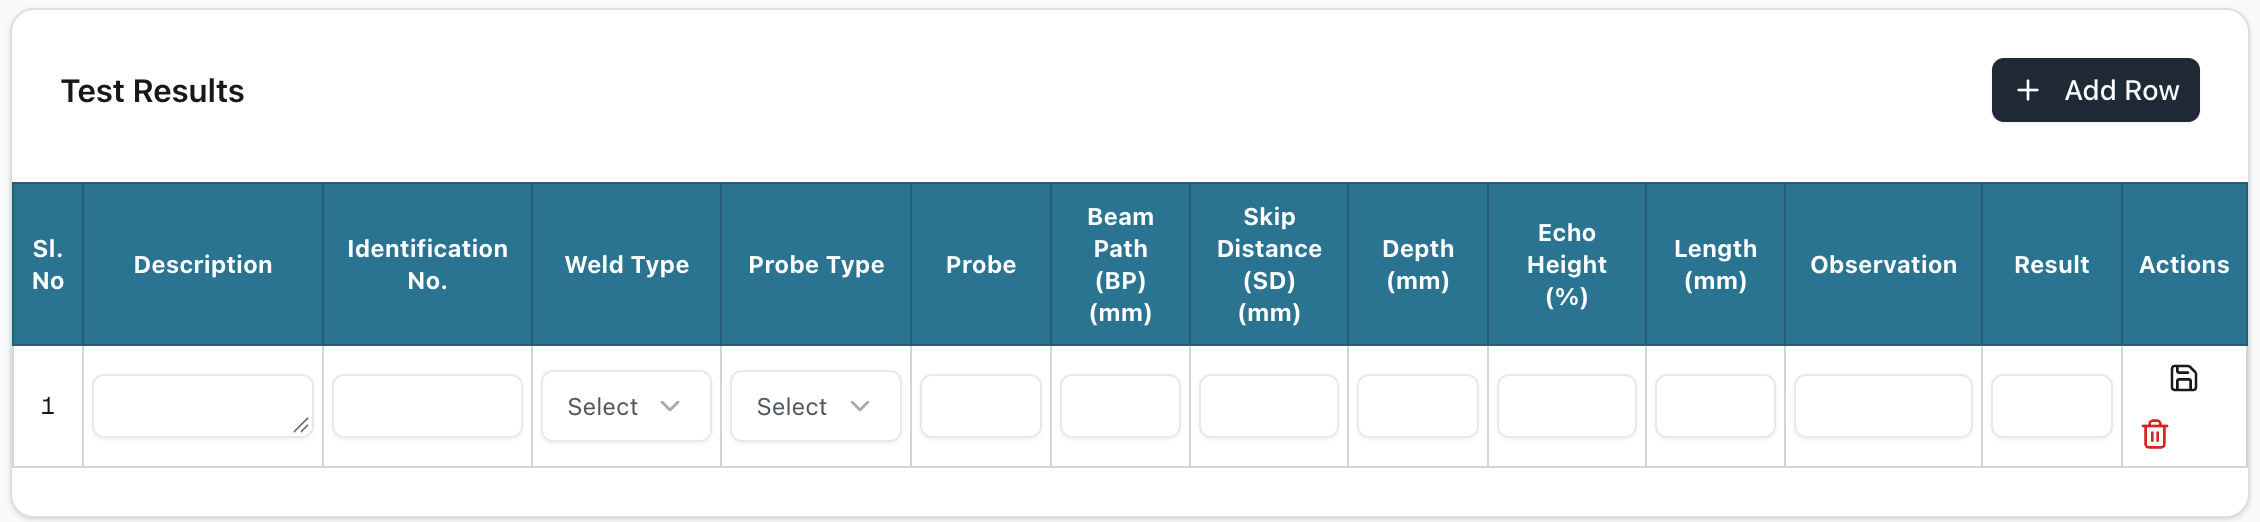 Test Results
Add Row
Sl.
No
Description
Identification
No.
Weld Type
Probe Type
Probe
Beam
Path
(BP)
(mm)
Skip
Distance
(SD)
(mm)
Depth
(mm)
Echo
Height
(%)
Length
(mm)
Observation
Result
Actions
1
Select
Select